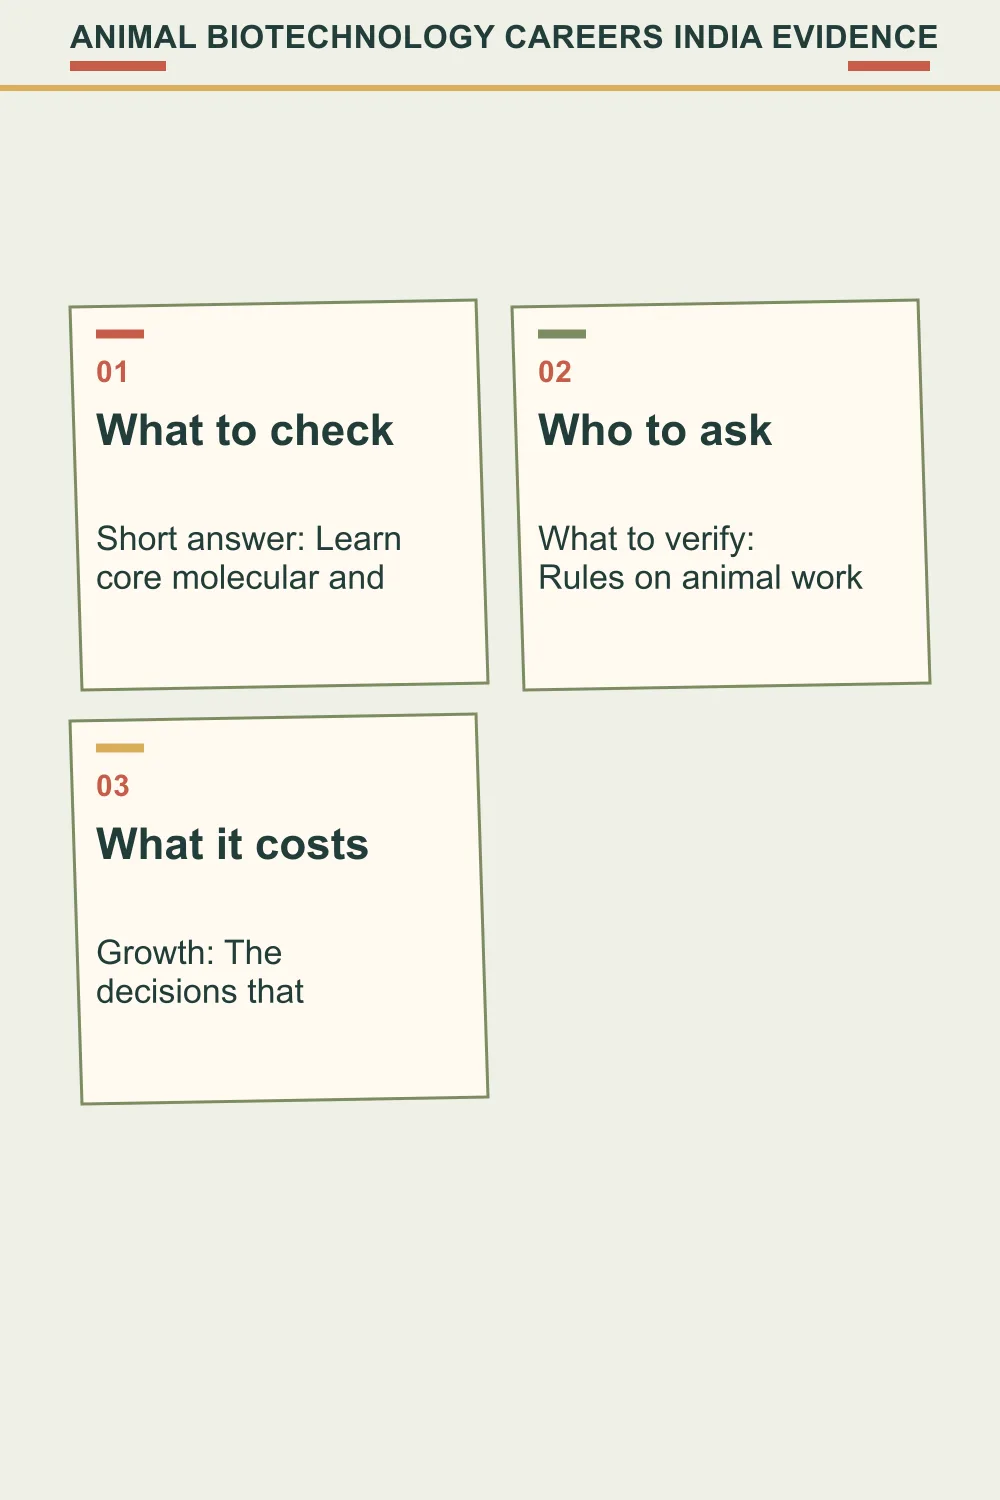 ANIMAL BIOTECHNOLOGY CAREERS INDIA EVIDENCE
01
What to check
Short answer: Learn
core molecular and
02
Who to ask
What to verify:
Rules on animal work
03
What it costs
Growth: The
decisions that